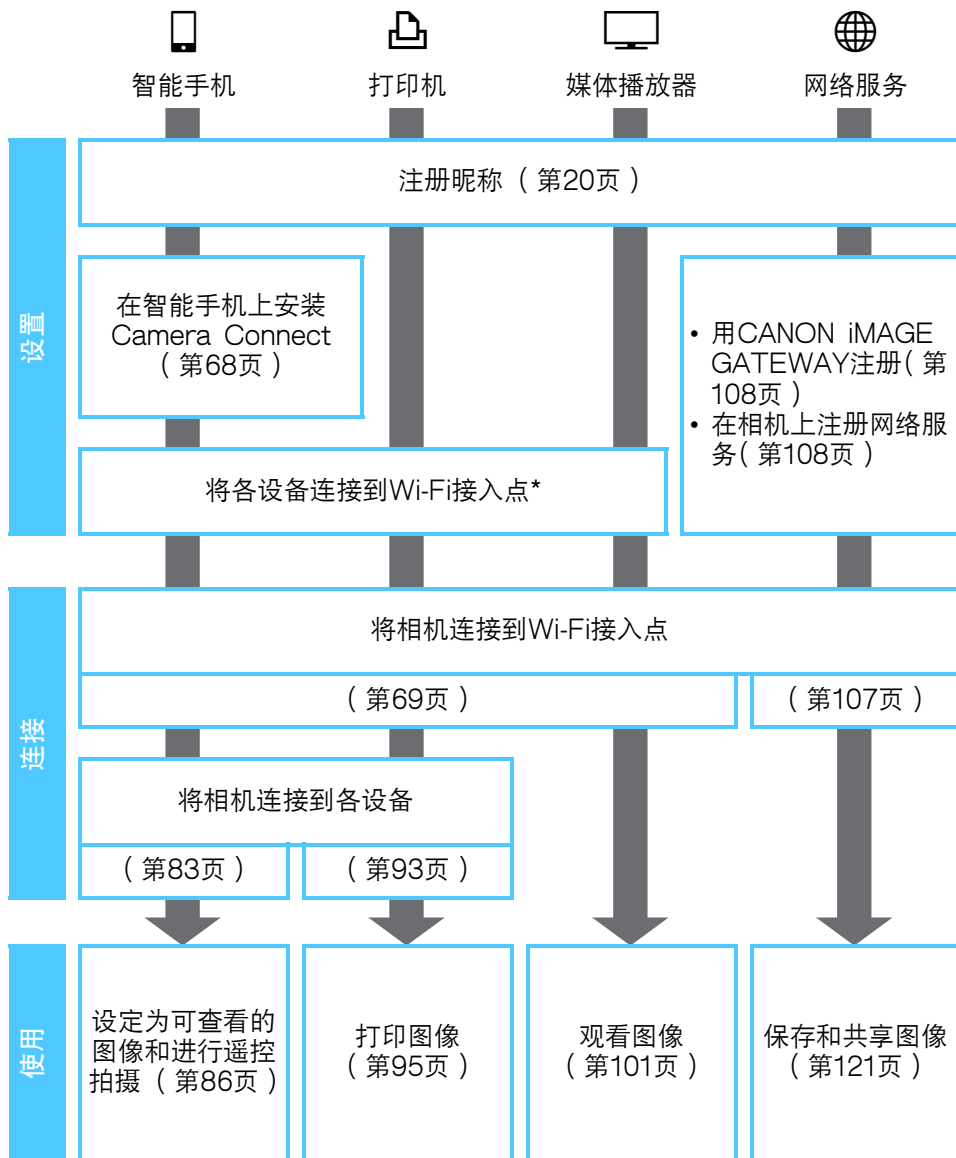 智能手机
打印机
媒体播放器
网络服务
设置
注册昵称（第20页）
在智能手机上安装
Camera Connect
（第68页）
• 用CANON iMAGE
GATEWAY注册（第
108页）
• 在相机上注册网络服
务（第108页）
将各设备连接到Wi-Fi接入点*
连接
将相机连接到Wi-Fi接入点
（第69页）
（第107页）
将相机连接到各设备
（第83页）
（第93页）
使用
设定为可查看的
图像和进行遥控
拍摄（第86页）
打印图像
（第95页）
观看图像
（第101页）
保存和共享图像
（第121页）